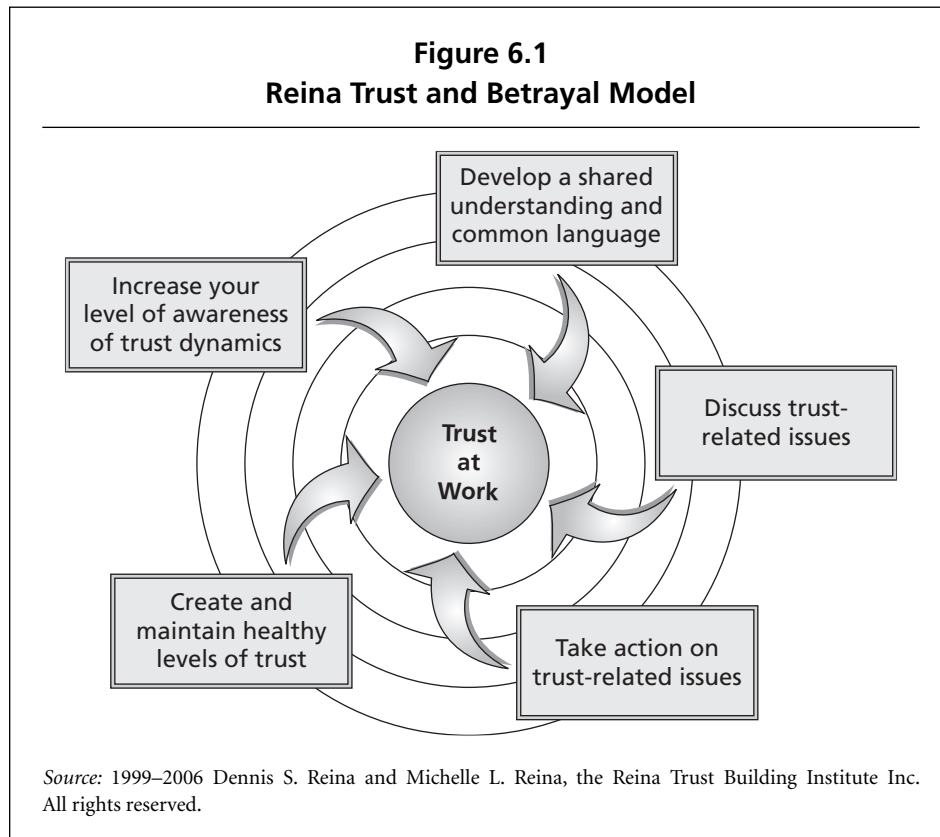 Figure 6.1
Reina Trust and Betrayal Model
Develop a shared
understanding and
common language
Increase your
level of awareness
of trust dynamics
Discuss trust-
related issues
Trust
at
Work
Create and
maintain healthy
levels of trust
Take action on
trust-related issues
Source: 1999–2006 Dennis S. Reina and Michelle L. Reina, the Reina Trust Building Institute Inc.
All rights reserved.